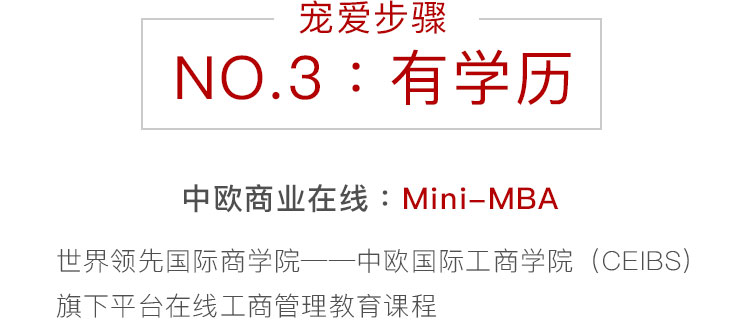 宠爱步骤
NO.3：有学历
中欧商业在线：Mini-MBA
世界领先国际商学院——中欧国际工商学院（CEIBS）
旗下平台在线工商管理教育课程